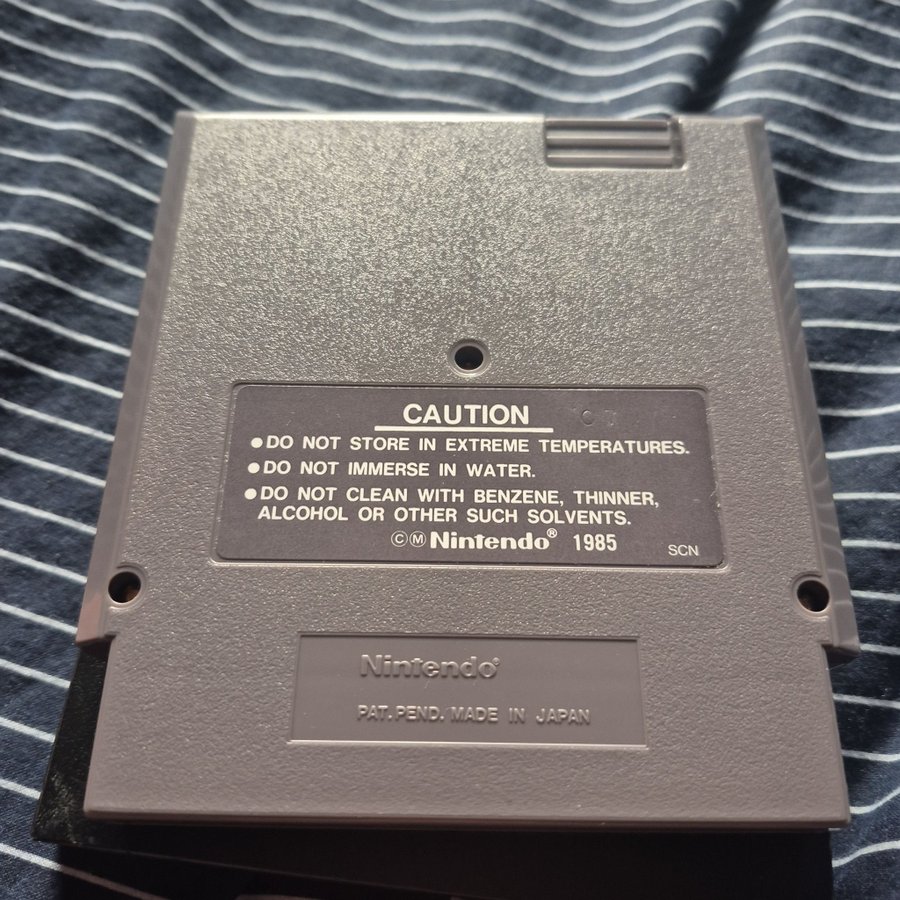 CAUTION
●DO NOT STORE IN EXTREME TEMPERATURES.
●DO NOT IMMERSE IN WATER.
●DO NOT CLEAN WITH BENZENE, THINNER,
ALCOHOL OR OTHER SUCH SOLVENTS.
ⒸⓂNintendo® 1985 SCN
Nintendo®
PAT. PEND. MADE IN JAPAN